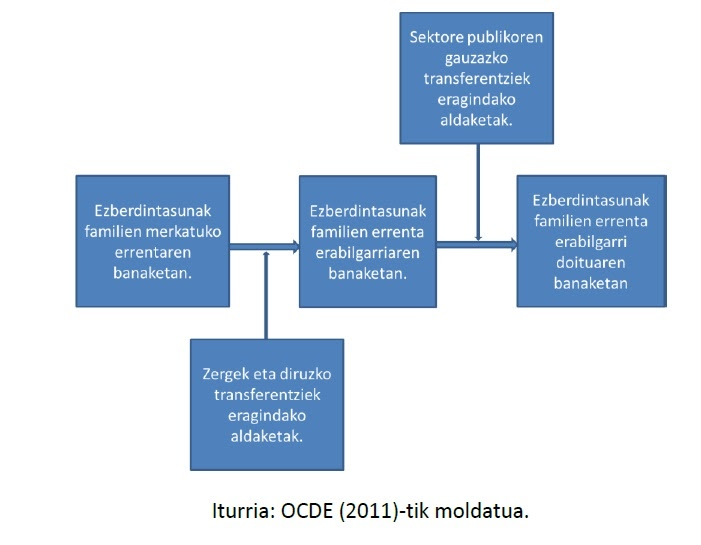 Sektore publikoren
gauzazko
transferentziek
eragindako
aldaketak.
Ezberdintasunak
familien merkatuko
errentaren
banaketan.
Ezberdintasunak
familien errenta
erabilgarriaren
banaketan.
Ezberdintasunak
familien errenta
erabilgarri
doituaren
banaketan
Zergek eta diruzko
transferentziek
eragindako
aldaketak.
Iturria: OCDE (2011)-tik moldatua.